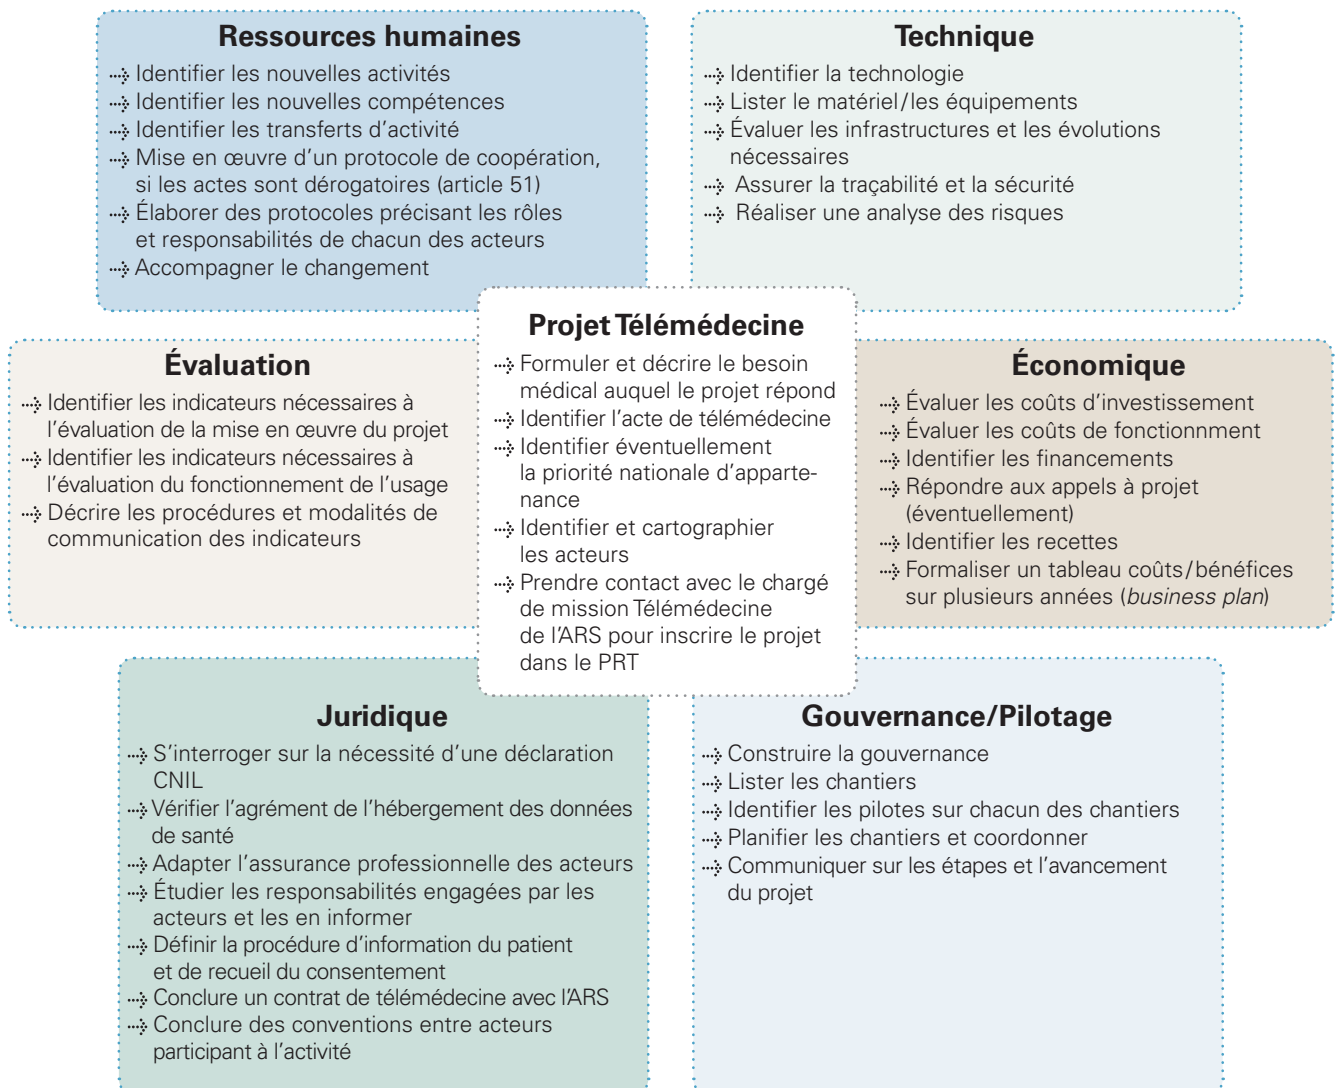 Ressources humaines
Identifier les nouvelles activités
Identifier les nouvelles compétences
Identifier les transferts d'activité
Mise en œuvre d'un protocole de coopération,
si les actes sont dérogatoires (article 51)
Élaborer des protocoles précisant les rôles
et responsabilités de chacun des acteurs
Accompagner le changement
Technique
Identifier la technologie
Lister le matériel/les équipements
Évaluer les infrastructures et les évolutions
nécessaires
Assurer la traçabilité et la sécurité
Réaliser une analyse des risques
Évaluation
Identifier les indicateurs nécessaires à
l'évaluation de la mise en œuvre du projet
Identifier les indicateurs nécessaires à
l'évaluation du fonctionnement de l'usage
Décrire les procédures et modalités de
communication des indicateurs
Projet Télémédecine
Formuler et décrire le besoin
médical auquel le projet répond
Identifier l'acte de télémédecine
Identifier éventuellement
la priorité nationale d'apparte-
nance
Identifier et cartographier
les acteurs
Prendre contact avec le chargé
de mission Télémédecine
de l'ARS pour inscrire le projet
dans le PRT
Économique
Évaluer les coûts d'investissement
Évaluer les coûts de fonctionnment
Identifier les financements
Répondre aux appels à projet
(éventuellement)
Identifier les recettes
Formaliser un tableau coûts/bénéfices
sur plusieurs années (business plan)
Juridique
S'interroger sur la nécessité d'une déclaration
CNIL
Vérifier l'agrément de l'hébergement des données
de santé
Adapter l'assurance professionnelle des acteurs
Étudier les responsabilités engagées par les
acteurs et les en informer
Définir la procédure d'information du patient
et de recueil du consentement
Conclure un contrat de télémédecine avec l'ARS
Conclure des conventions entre acteurs
participant à l'activité
Gouvernance/Pilotage
Construire la gouvernance
Lister les chantiers
Identifier les pilotes sur chacun des chantiers
Planifier les chantiers et coordonner
Communiquer sur les étapes et l'avancement
du projet